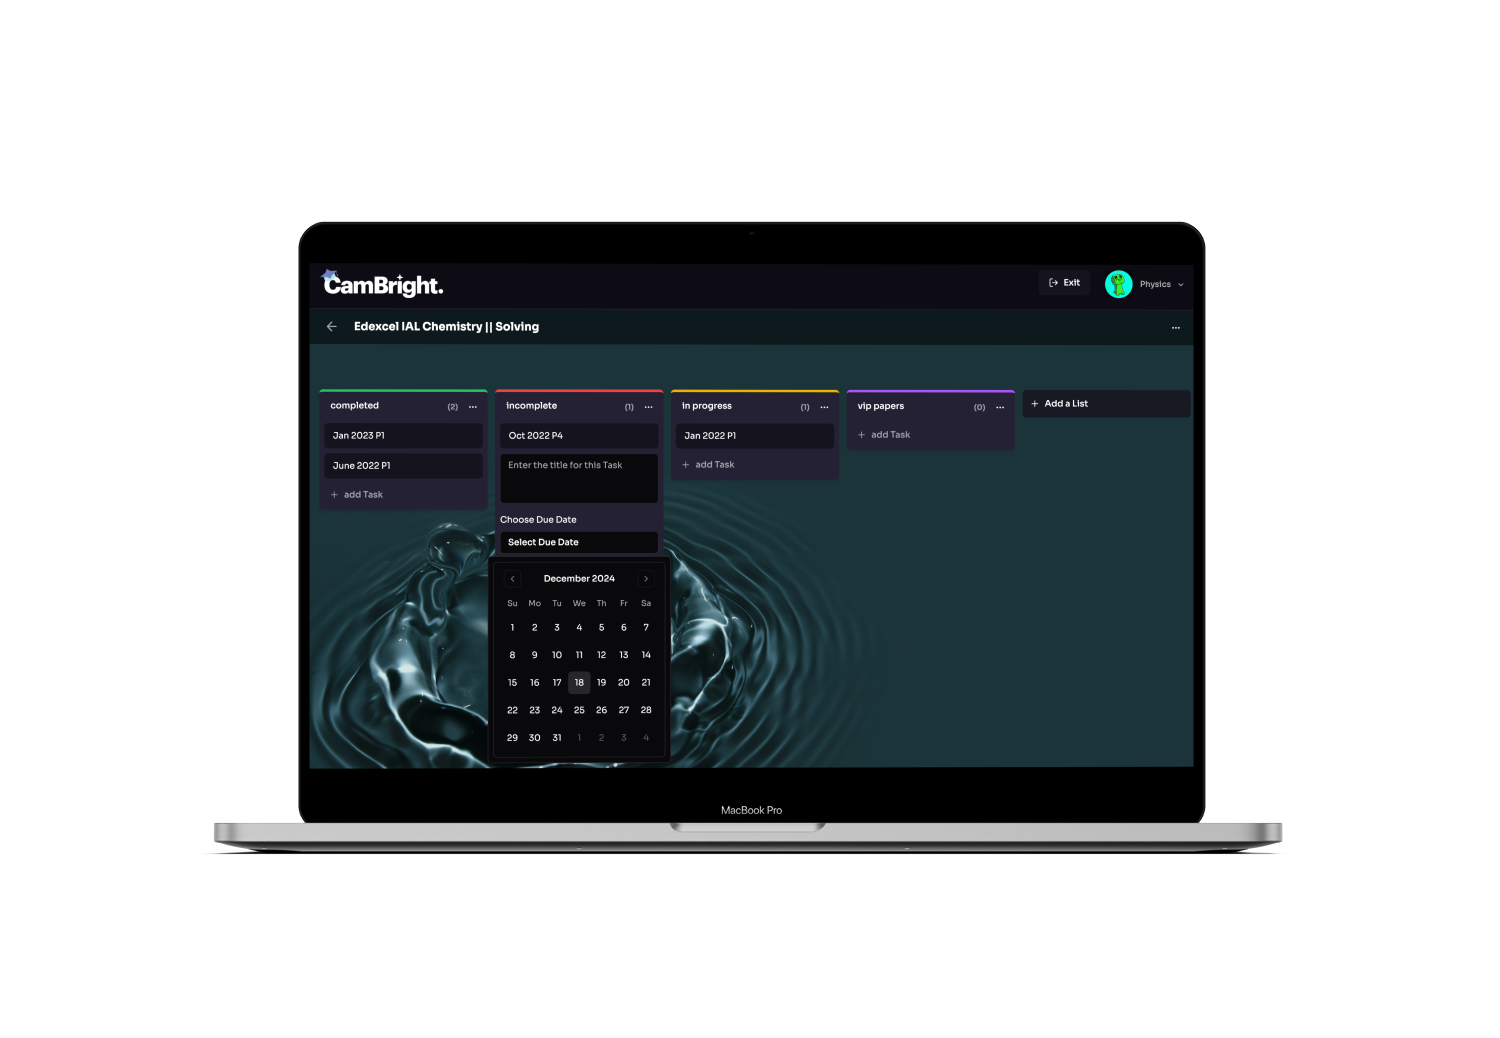 CamBright.
Exit
Physics
Edexcel IAL Chemistry || Solving
completed (2)
Jan 2023 P1
June 2022 P1
+ add Task
incomplete (1)
Oct 2022 P4
Enter the title for this Task
Choose Due Date
Select Due Date
December 2024
Su Mo Tu We Th Fr Sa
1 2 3 4 5 6 7
8 9 10 11 12 13 14
15 16 17 18 19 20 21
22 23 24 25 26 27 28
29 30 31 1 2 3 4
in progress (1)
Jan 2022 P1
+ add Task
vip papers (0)
+ add Task
+ Add a List
MacBook Pro